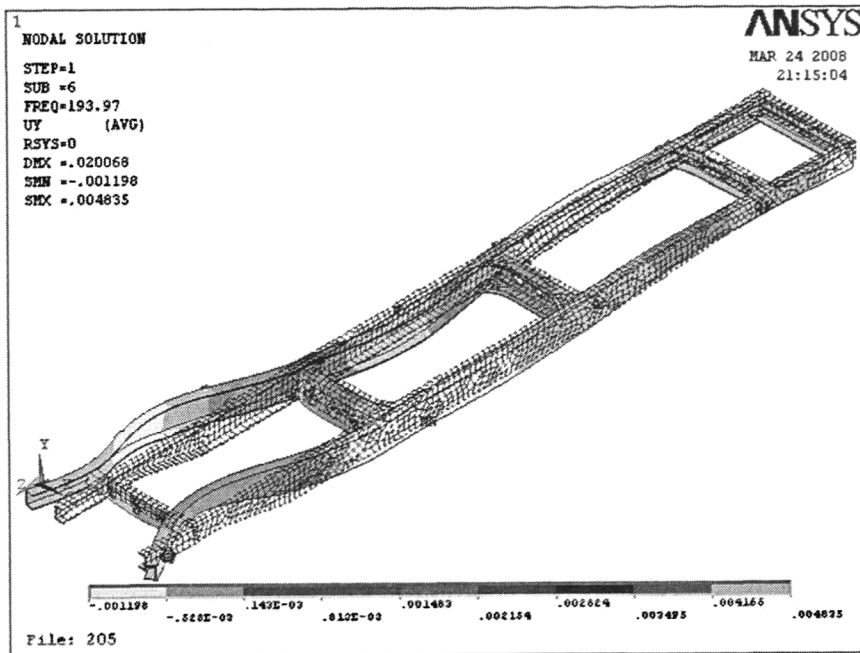 1
NODAL SOLUTION
STEP=1
SUB =6
FREQ=193.97
UY (AVG)
RSYS=0
DMX =.020068
SMN =-.001198
SMX =.004835
ANSYS
MAR 24 2008
21:15:04
Y
Z
-.001198
-.528E-03
.143E-03
.813E-03
.001483
.002154
.002824
.003495
.004165
.004835
File: 205